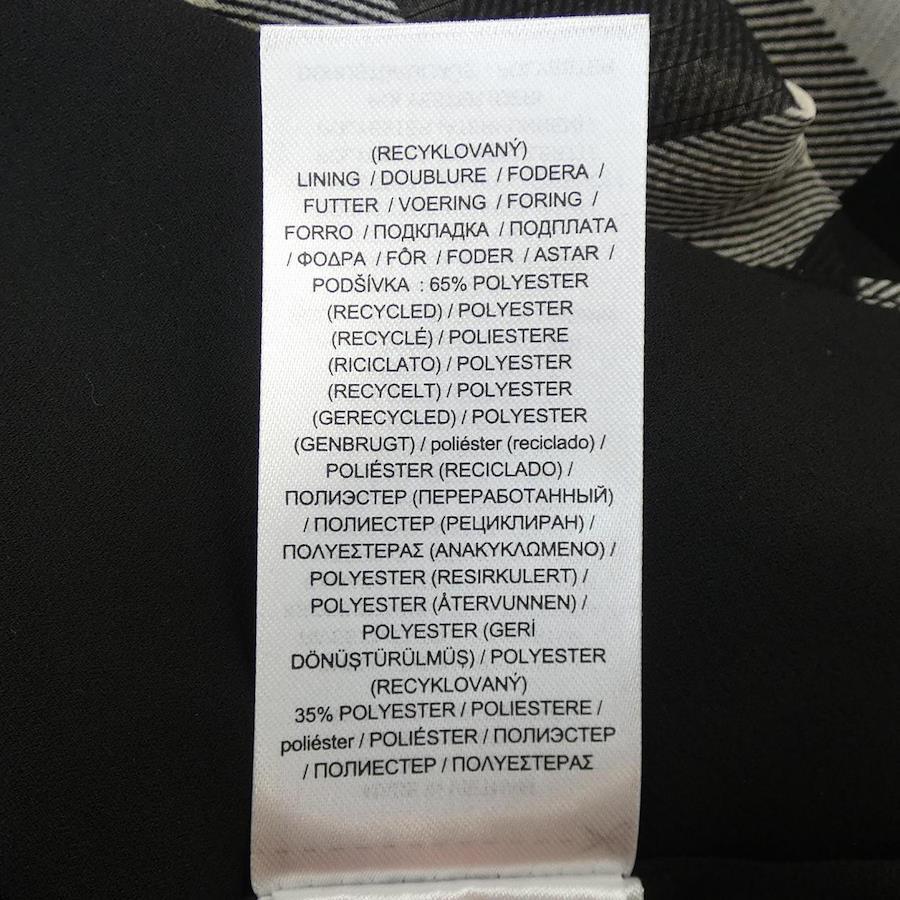 (RECYKLOVANÝ)
LINING / DOUBLURE / FODERA /
FUTTER / VOERING / FORING /
FORRO / ПОДКЛАДКА / ПОДПЛАТА
/ ΦΟΔΡΑ / FÔR / FODER / ASTAR /
PODŠÍVKA : 65% POLYESTER
(RECYCLED) / POLYESTER
(RECYCLÉ) / POLIESTERE
(RICICLATO) / POLYESTER
(RECYCELT) / POLYESTER
(GERECYCLED) / POLYESTER
(GENBRUGT) / poliéster (reciclado) /
POLIÉSTER (RECICLADO) /
ПОЛИЭСТЕР (ПЕРЕРАБОТАННЫЙ)
/ ПОЛИЕСТЕР (РЕЦИКЛИРАН) /
ΠΟΛΥΕΣΤΕΡΑΣ (ΑΝΑΚΥΚΛΩΜΕΝΟ) /
POLYESTER (RESIRKULERT) /
POLYESTER (ÅTERVUNNEN) /
POLYESTER (GERİ
DÖNÜŞTÜRÜLMÜŞ) / POLYESTER
(RECYKLOVANÝ)
35% POLYESTER / POLIESTERE /
poliéster / POLIÉSTER / ПОЛИЭСТЕР
/ ПОЛИЕСТЕР / ΠΟΛΥΕΣΤΕΡΑΣ